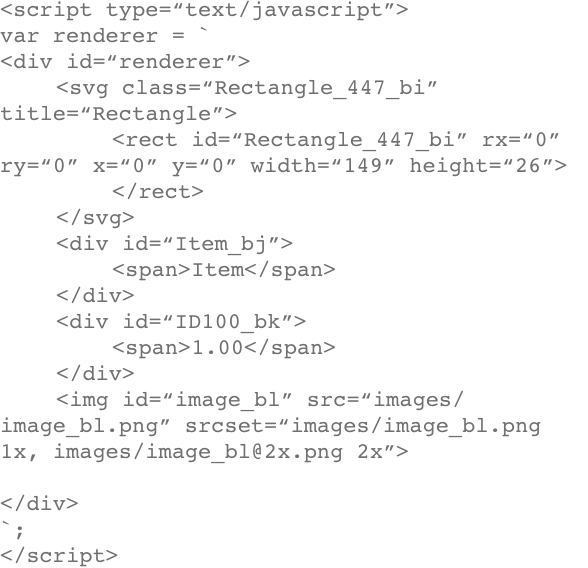 <script type=“text/javascript”>
var renderer = `
<div id=“renderer”>
<svg class=“Rectangle_447_bi”
title=“Rectangle”>
<rect id=“Rectangle_447_bi” rx=“0”
ry=“0” x=“0” y=“0” width=“149” height=“26”>
</rect>
</svg>
<div id=“Item_bj”>
<span>Item</span>
</div>
<div id=“ID100_bk”>
<span>1.00</span>
</div>
<img id=“image_bl” src=“images/
image_bl.png” srcset=“images/image_bl.png
1x, images/image_bl@2x.png 2x”>
</div>
`;
</script>